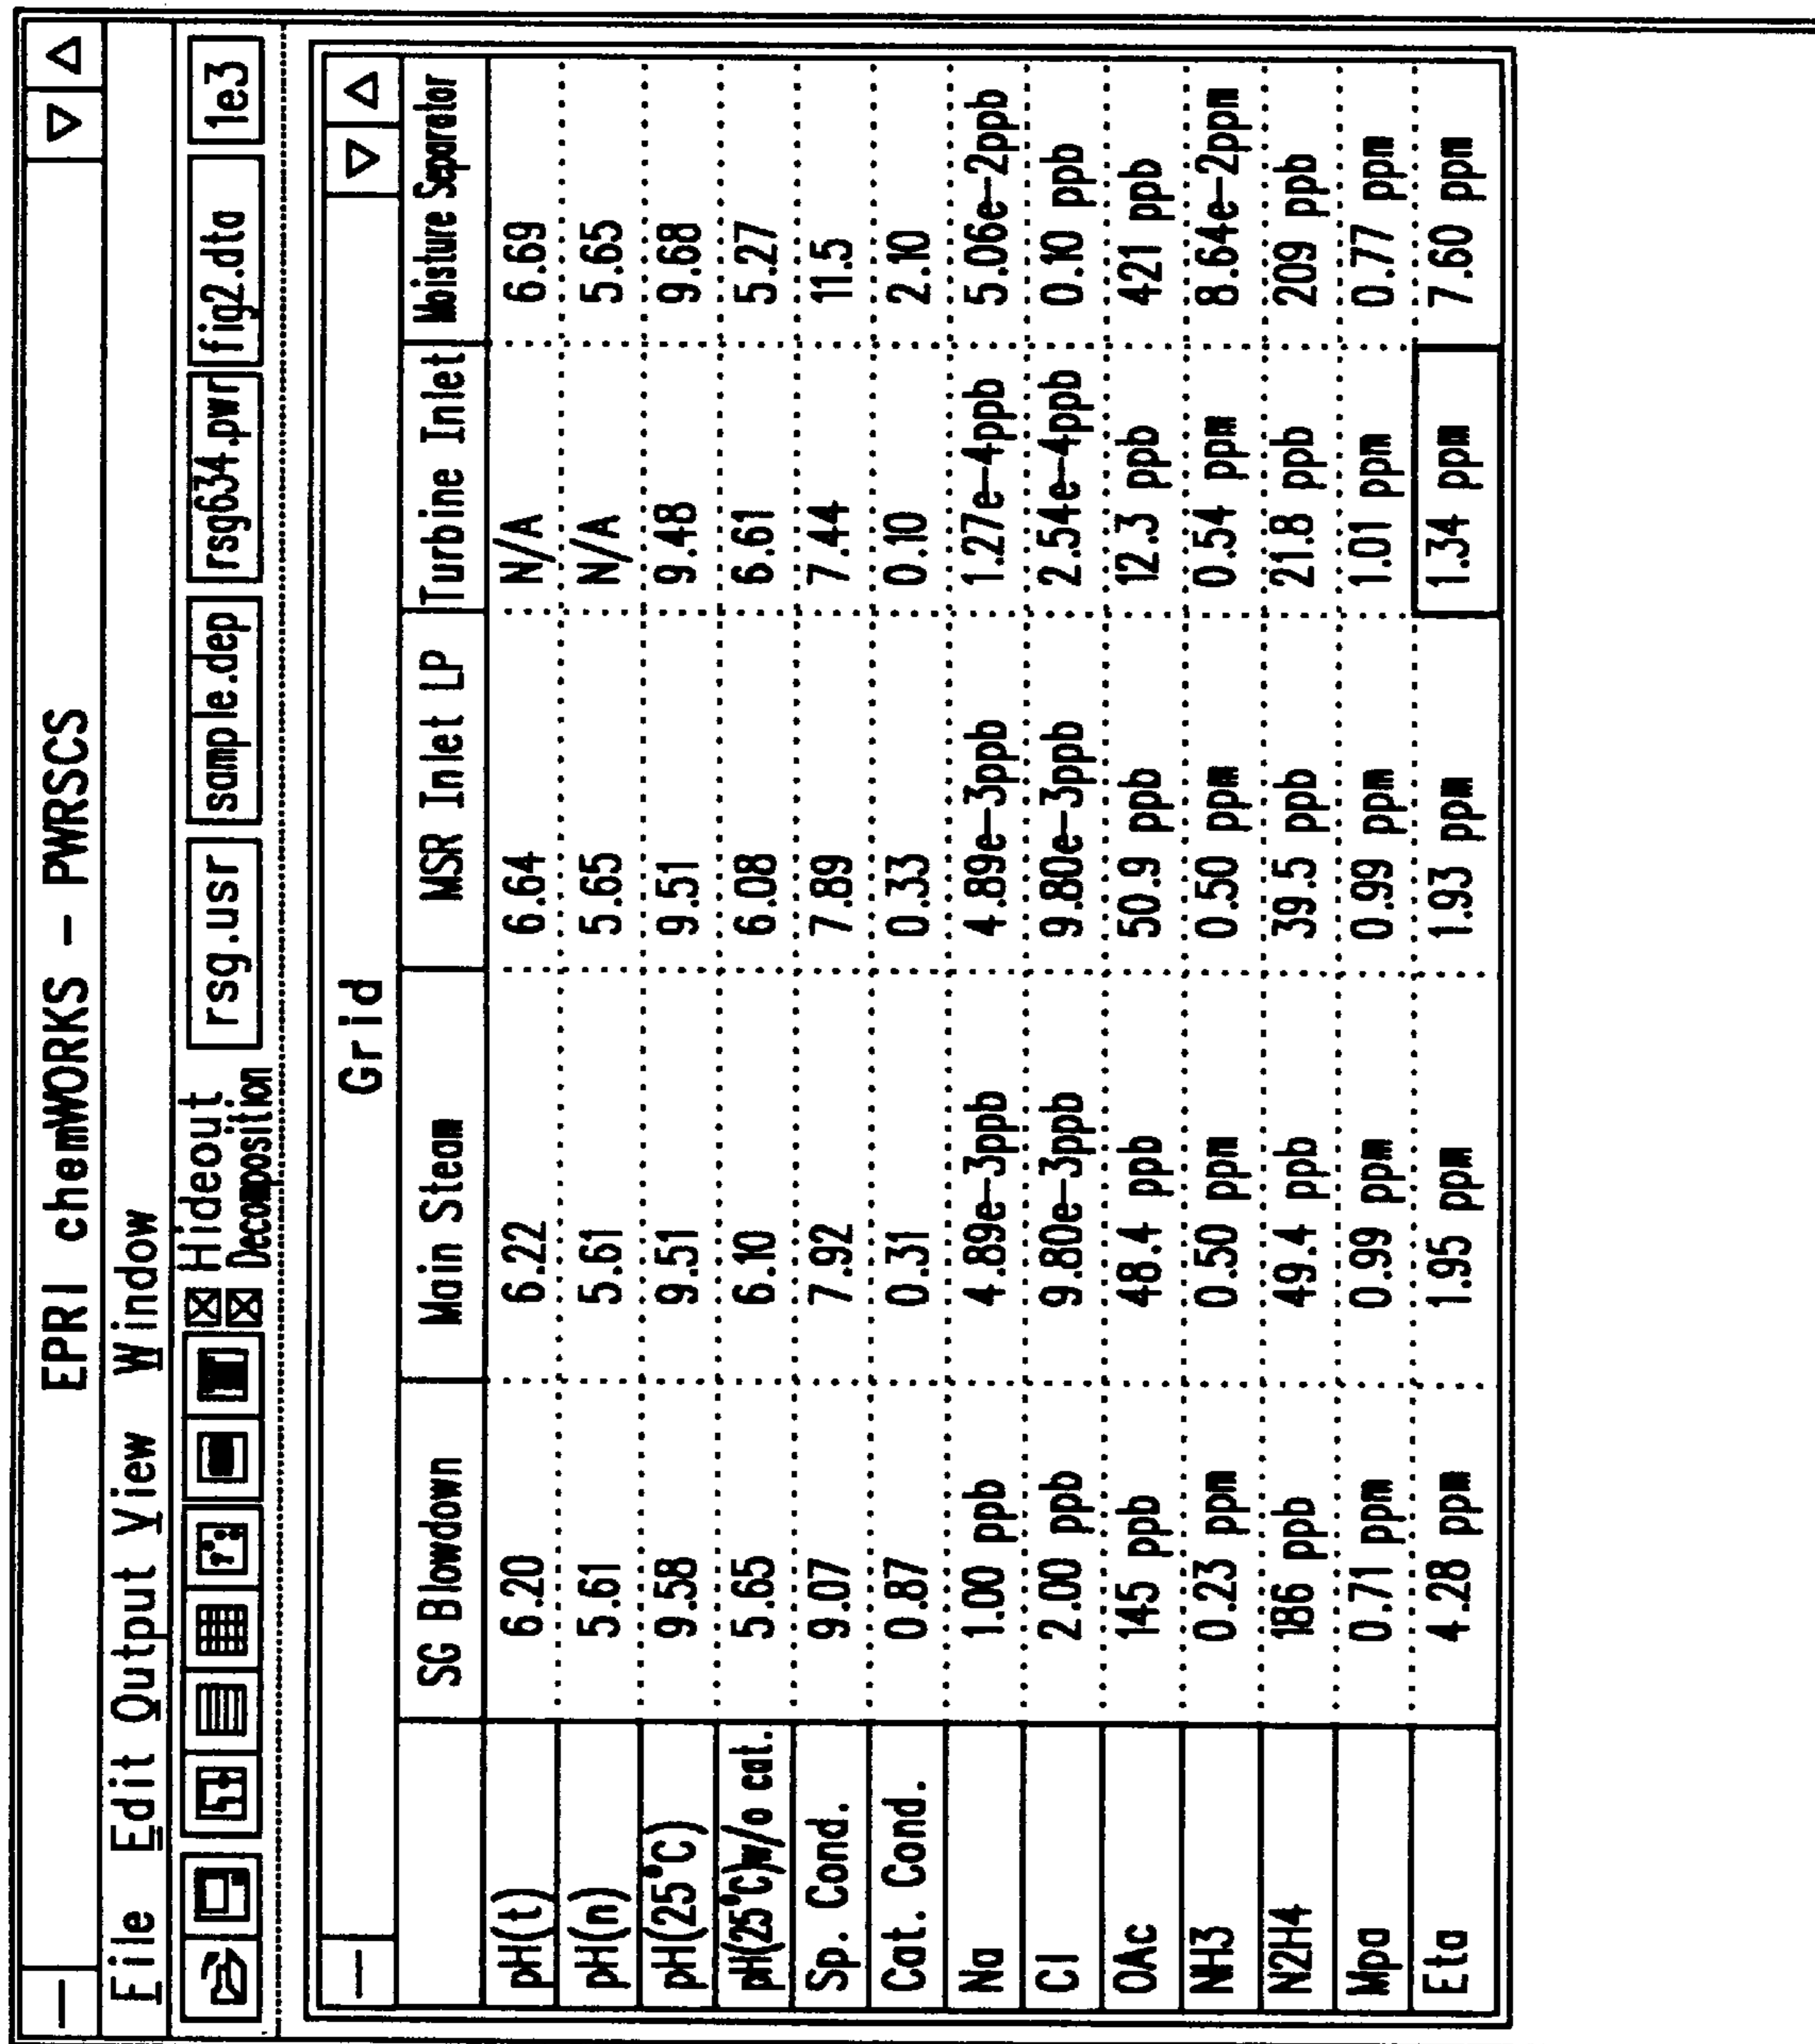 EPRI chemWORKS - PWRSCS
File Edit Output View Window
Hideout
Decomposition
rsg.usr sample.dep rsg634.pwr fig2.dta 1e3
Grid
SG Blowdown Main Steam MSR Inlet LP Turbine Inlet Moisture Separator
pH(t) 6.20 6.22 6.64 N/A 6.69
pH(n) 5.61 5.61 5.65 N/A 5.65
pH(25°C) 9.58 9.51 9.51 9.48 9.68
pH(25°C)w/o cat. 5.65 6.10 6.08 6.61 5.27
Sp. Cond. 9.07 7.92 7.89 7.44 11.5
Cat. Cond. 0.87 0.31 0.33 0.10 2.10
Na 1.00 ppb 4.89e-3ppb 4.89e-3ppb 1.27e-4ppb 5.06e-2ppb
Cl 2.00 ppb 9.80e-3ppb 9.80e-3ppb 2.54e-4ppb 0.10 ppb
OAc 145 ppb 48.4 ppb 50.9 ppb 12.3 ppb 421 ppb
NH3 0.23 ppm 0.50 ppm 0.50 ppm 0.54 ppm 8.64e-2ppm
N2H4 186 ppb 49.4 ppb 39.5 ppb 21.8 ppb 209 ppb
Mpa 0.71 ppm 0.99 ppm 0.99 ppm 1.01 ppm 0.77 ppm
Eta 4.28 ppm 1.95 ppm 1.93 ppm 1.34 ppm 7.60 ppm